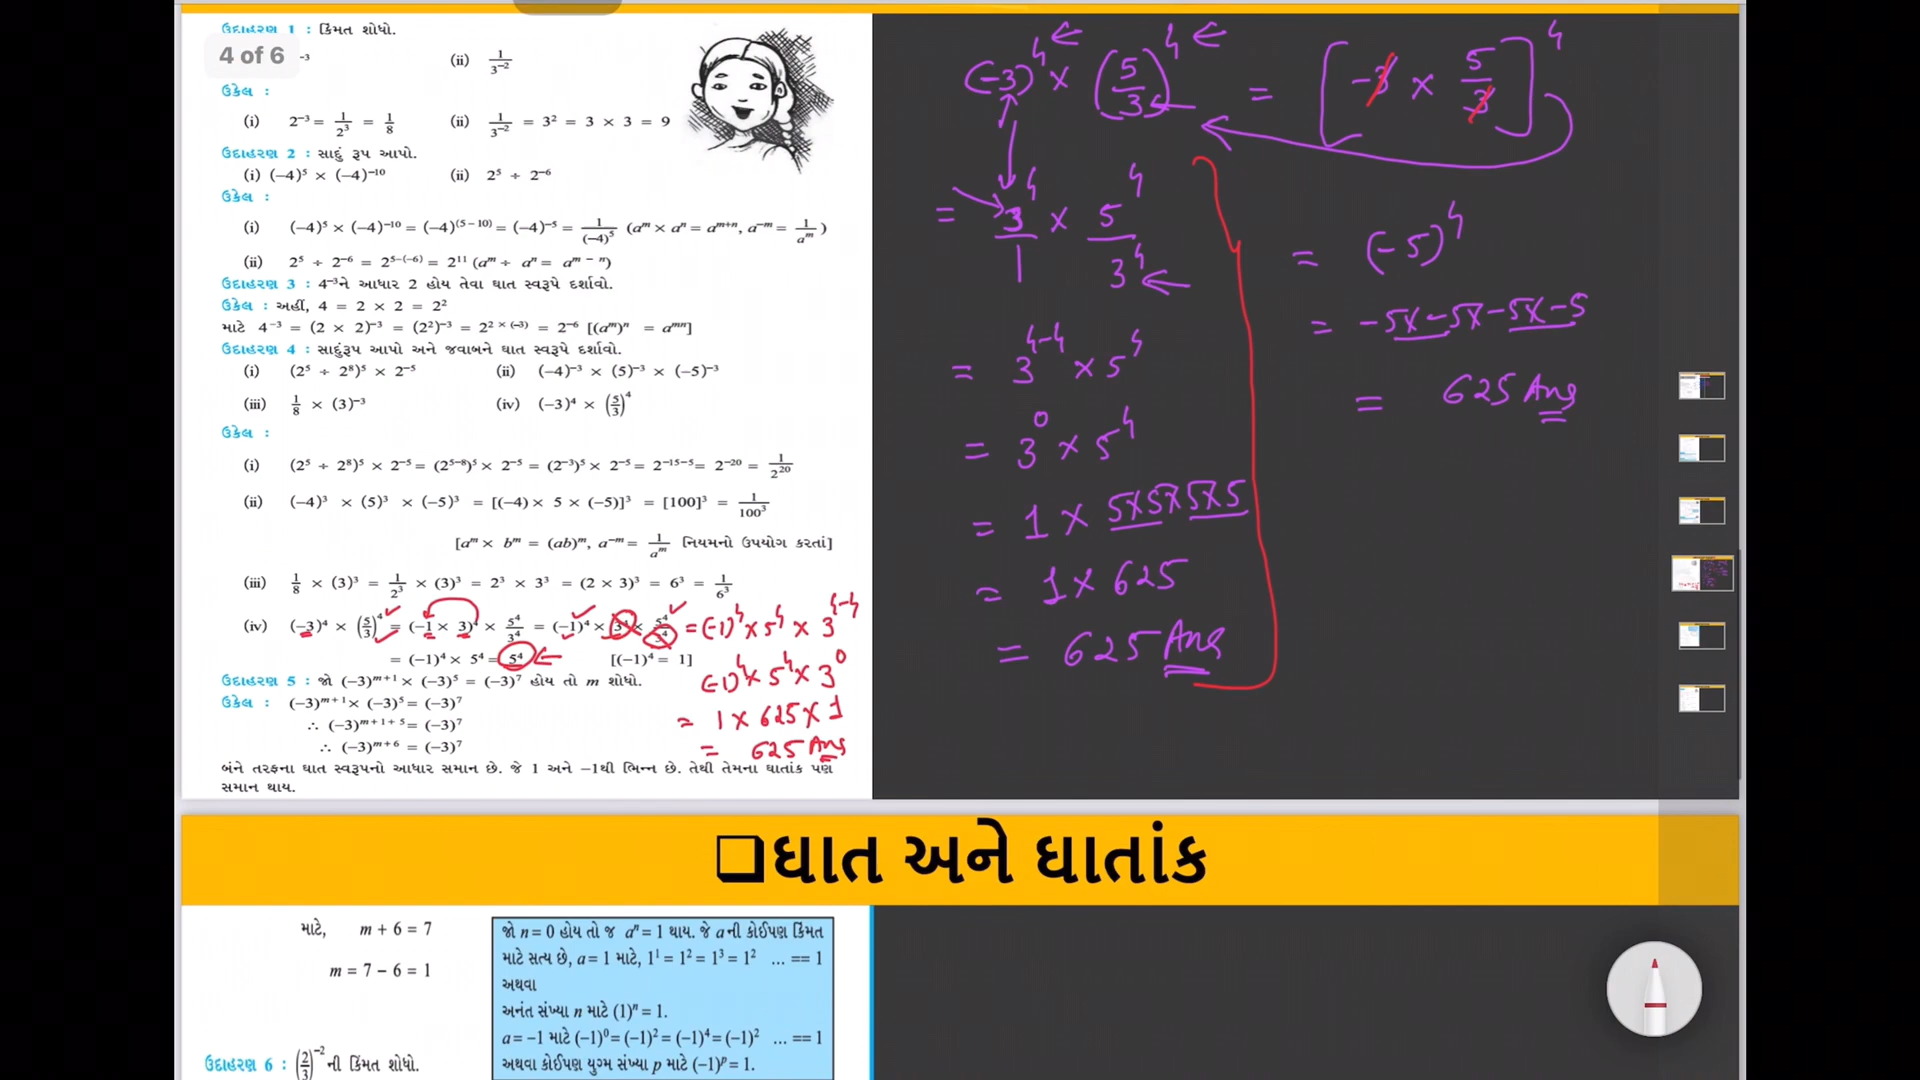 ઉદાહરણ 1 : કિંમત શોધો.
4 of 6
−3 (ii) 1/3⁻²
ઉકેલ :
(i) 2⁻³ = 1/2³ = 1/8 (ii) 1/3⁻² = 3² = 3 × 3 = 9
ઉદાહરણ 2 : સાદું રૂપ આપો.
(i) (−4)⁵ × (−4)⁻¹⁰ (ii) 2⁵ ÷ 2⁻⁶
ઉકેલ :
(i) (−4)⁵ × (−4)⁻¹⁰ = (−4)⁽⁵⁻¹⁰⁾ = (−4)⁻⁵ = 1/(−4)⁵ (aᵐ × aⁿ = aᵐ⁺ⁿ, a⁻ᵐ = 1/aᵐ)
(ii) 2⁵ ÷ 2⁻⁶ = 2⁵⁻⁽⁻⁶⁾ = 2¹¹ (aᵐ ÷ aⁿ = aᵐ ⁻ ⁿ)
ઉદાહરણ 3 : 4⁻³ને આધાર 2 હોય તેવા ઘાત સ્વરૂપે દર્શાવો.
ઉકેલ : અહીં, 4 = 2 × 2 = 2²
માટે 4⁻³ = (2 × 2)⁻³ = (2²)⁻³ = 2^(2 × (−3)) = 2⁻⁶ [(aᵐ)ⁿ = aᵐⁿ]
ઉદાહરણ 4 : સાદુંરૂપ આપો અને જવાબને ઘાત સ્વરૂપે દર્શાવો.
(i) (2⁵ ÷ 2⁸)⁵ × 2⁻⁵ (ii) (−4)⁻³ × (5)⁻³ × (−5)⁻³
(iii) 1/8 × (3)⁻³ (iv) (−3)⁴ × (5/3)⁴
ઉકેલ :
(i) (2⁵ ÷ 2⁸)⁵ × 2⁻⁵ = (2⁵⁻⁸)⁵ × 2⁻⁵ = (2⁻³)⁵ × 2⁻⁵ = 2⁻¹⁵⁻⁵ = 2⁻²⁰ = 1/2²⁰
(ii) (−4)³ × (5)³ × (−5)³ = [(−4) × 5 × (−5)]³ = [100]³ = 1/100³
[aᵐ × bᵐ = (ab)ᵐ, a⁻ᵐ = 1/aᵐ નિયમનો ઉપયોગ કરતાં]
(iii) 1/8 × (3)³ = 1/2³ × (3)³ = 2³ × 3³ = (2 × 3)³ = 6³ = 1/6³
(iv) (−3)⁴ × (5/3)⁴ = (−1 × 3)⁴ × 5⁴/3⁴ = (−1)⁴ × 3⁴ × 5⁴/3⁴ = (−1)⁴ × 5⁴ × 3⁴⁻⁴
= (−1)⁴ × 5⁴ = 5⁴ [(−1)⁴ = 1]
(−1)⁴ × 5⁴ × 3⁰
= 1 × 625 × 1
= 625 Ans
ઉદાહરણ 5 : જો (−3)ᵐ⁺¹ × (−3)⁵ = (−3)⁷ હોય તો m શોધો.
ઉકેલ : (−3)ᵐ⁺¹ × (−3)⁵ = (−3)⁷
∴ (−3)ᵐ⁺¹⁺⁵ = (−3)⁷
∴ (−3)ᵐ⁺⁶ = (−3)⁷
બંને તરફના ઘાત સ્વરૂપનો આધાર સમાન છે. જે 1 અને −1થી ભિન્ન છે. તેથી તેમના ઘાતાંક પણ
સમાન થાય.
(−3)⁴ × (5/3)⁴ = [−3 × 5/3]⁴
= 3⁴/1 × 5⁴/3⁴
= 3⁴⁻⁴ × 5⁴
= 3⁰ × 5⁴
= 1 × 5×5×5×5
= 1 × 625
= 625 Ans
= (−5)⁴
= −5×−5×−5×−5
= 625 Ans
❑ઘાત અને ઘાતાંક
માટે, m + 6 = 7
m = 7 − 6 = 1
જો n = 0 હોય તો જ aⁿ = 1 થાય. જે a ની કોઈપણ કિંમત
માટે સત્ય છે, a = 1 માટે, 1¹ = 1² = 1³ = 1² ... == 1
અથવા
અનંત સંખ્યા n માટે (1)ⁿ = 1.
a = −1 માટે (−1)⁰ = (−1)² = (−1)⁴ = (−1)² ... == 1
અથવા કોઈપણ યુગ્મ સંખ્યા p માટે (−1)ᵖ = 1.
ઉદાહરણ 6 : (2/3)⁻² ની કિંમત શોધો.